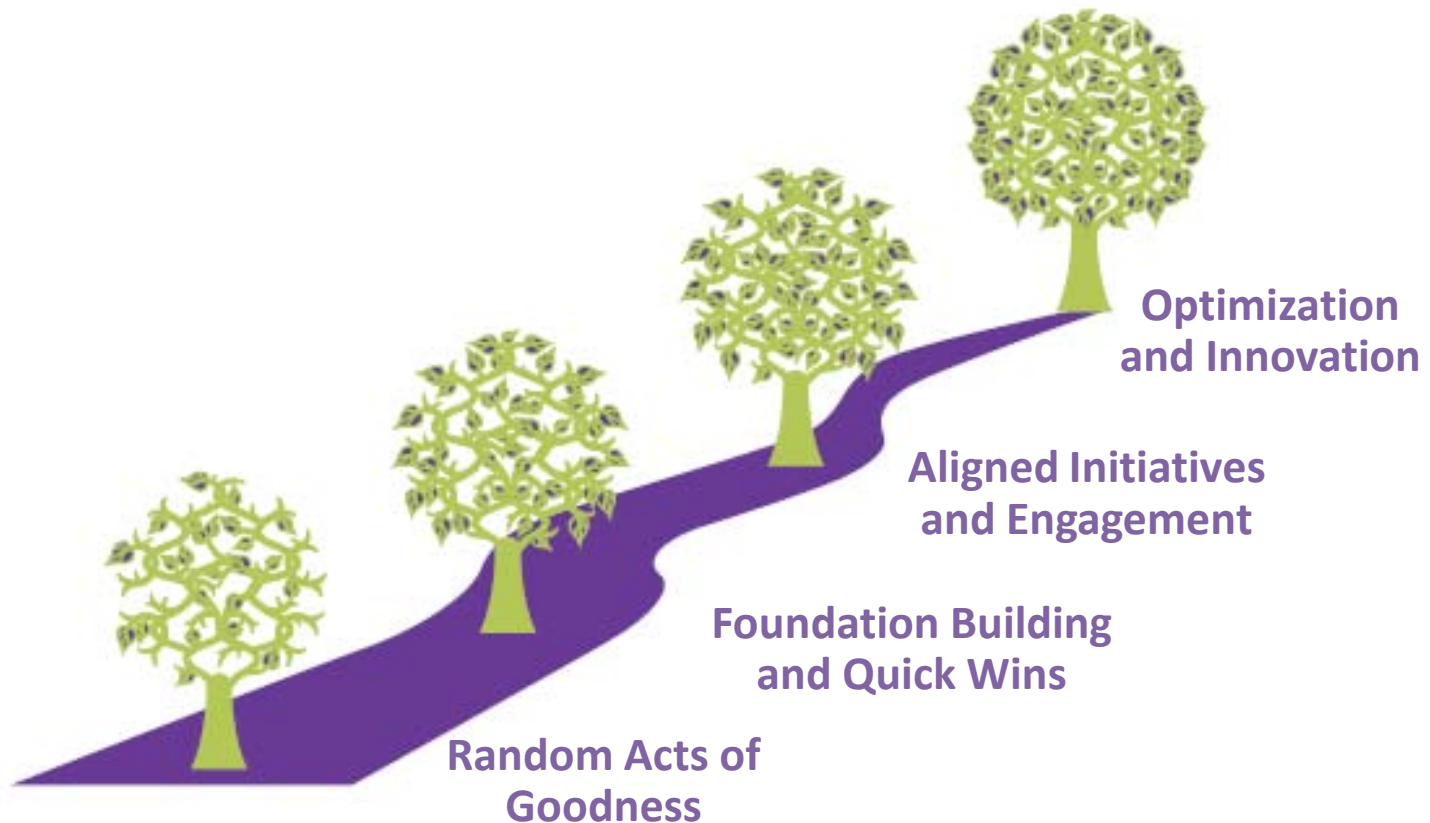 Optimization
and Innovation
Aligned Initiatives
and Engagement
Foundation Building
and Quick Wins
Random Acts of
Goodness